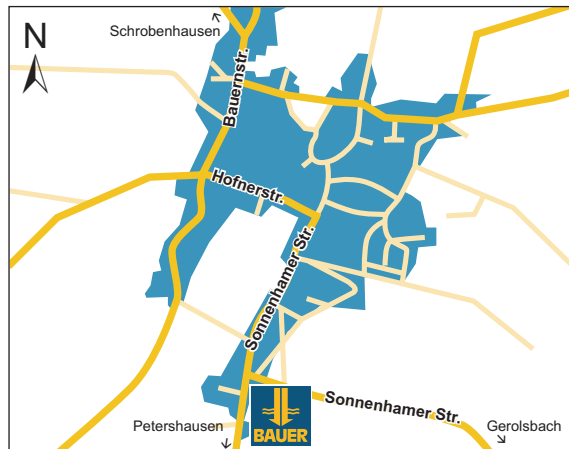 Schrobenhausen
N
Bauernstr.
Hofnerstr.
Sonnenhamer Str.
Sonnenhamer Str.
BAUER
Petershausen
Gerolsbach